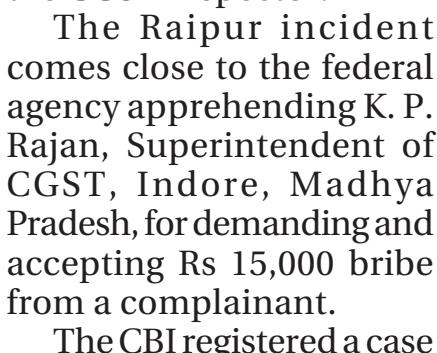 The Raipur incident
comes close to the federal
agency apprehending K. P.
Rajan, Superintendent of
CGST, Indore, Madhya
Pradesh, for demanding and
accepting Rs 15,000 bribe
from a complainant.
The CBI registered a case